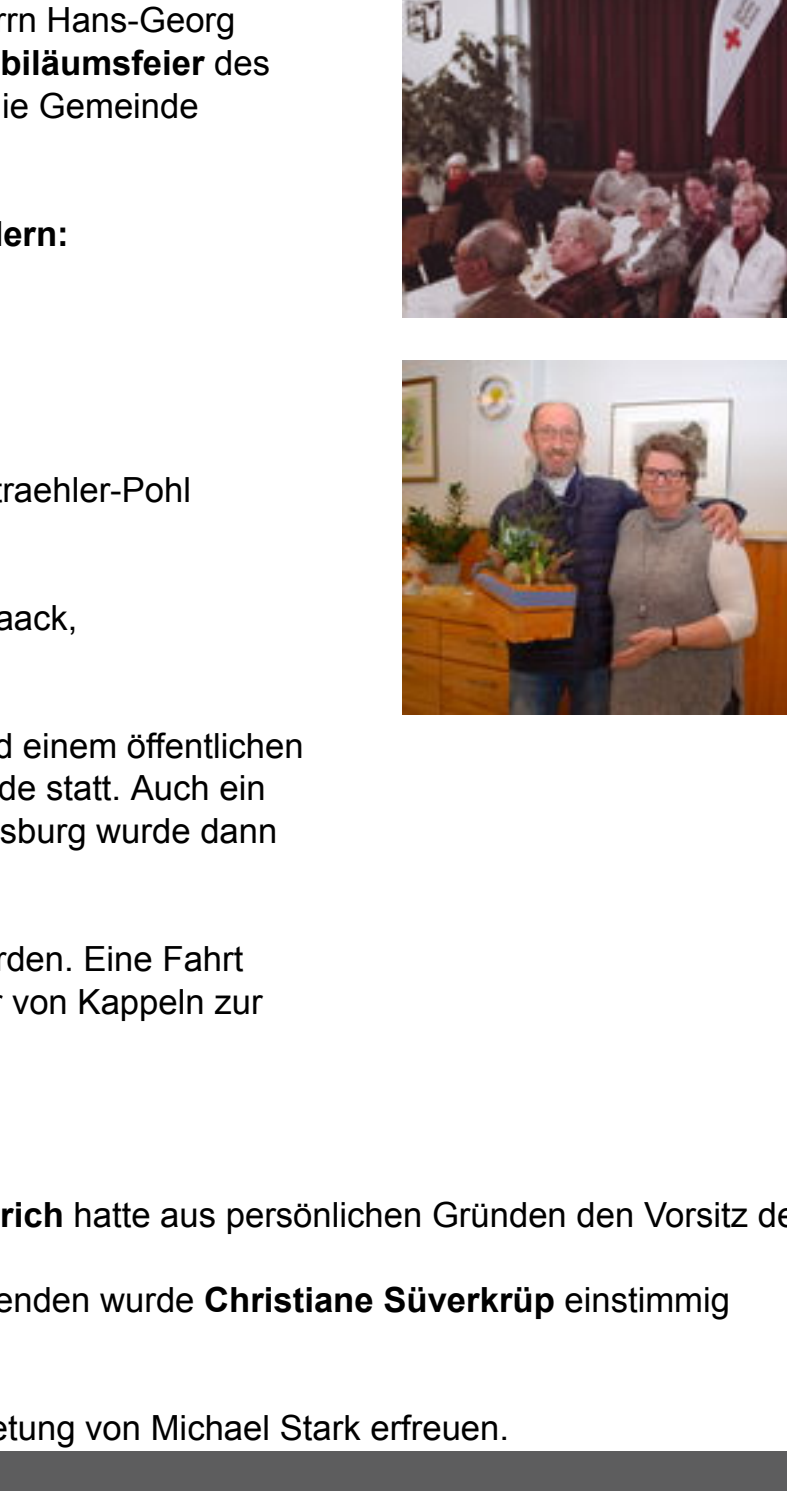 rrn Hans-Georg
biläumsfeier des
ie Gemeinde
lern:
traehler-Pohl
aack,
d einem öffentlichen
de statt. Auch ein
sburg wurde dann
rden. Eine Fahrt
r von Kappeln zur
rich hatte aus persönlichen Gründen den Vorsitz de
enden wurde Christiane Süverkrüp einstimmig
etung von Michael Stark erfreuen.